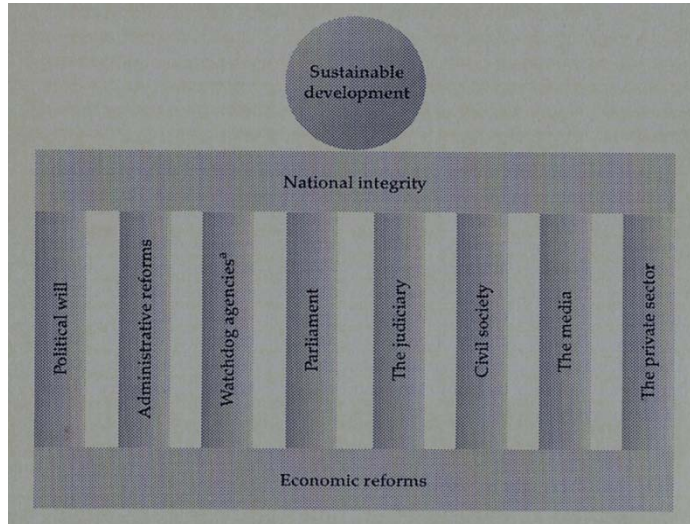 Sustainable
development
National integrity
Political will
Administrative reforms
Watchdog agenciesª
Parliament
The judiciary
Civil society
The media
The private sector
Economic reforms